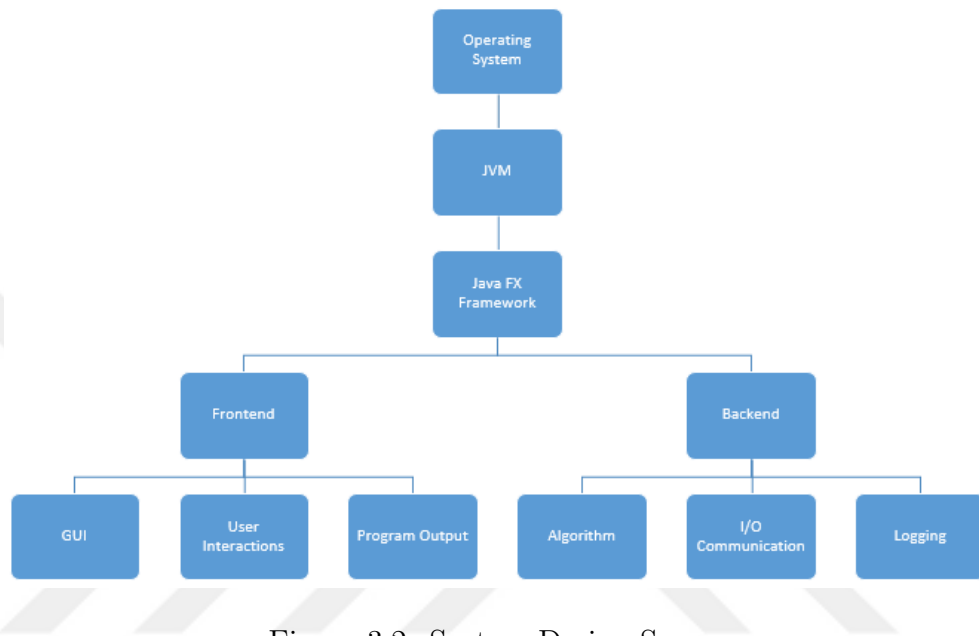 Operating
System
JVM
Java FX
Framework
Frontend
Backend
GUI
User
Interactions
Program Output
Algorithm
I/O
Communication
Logging